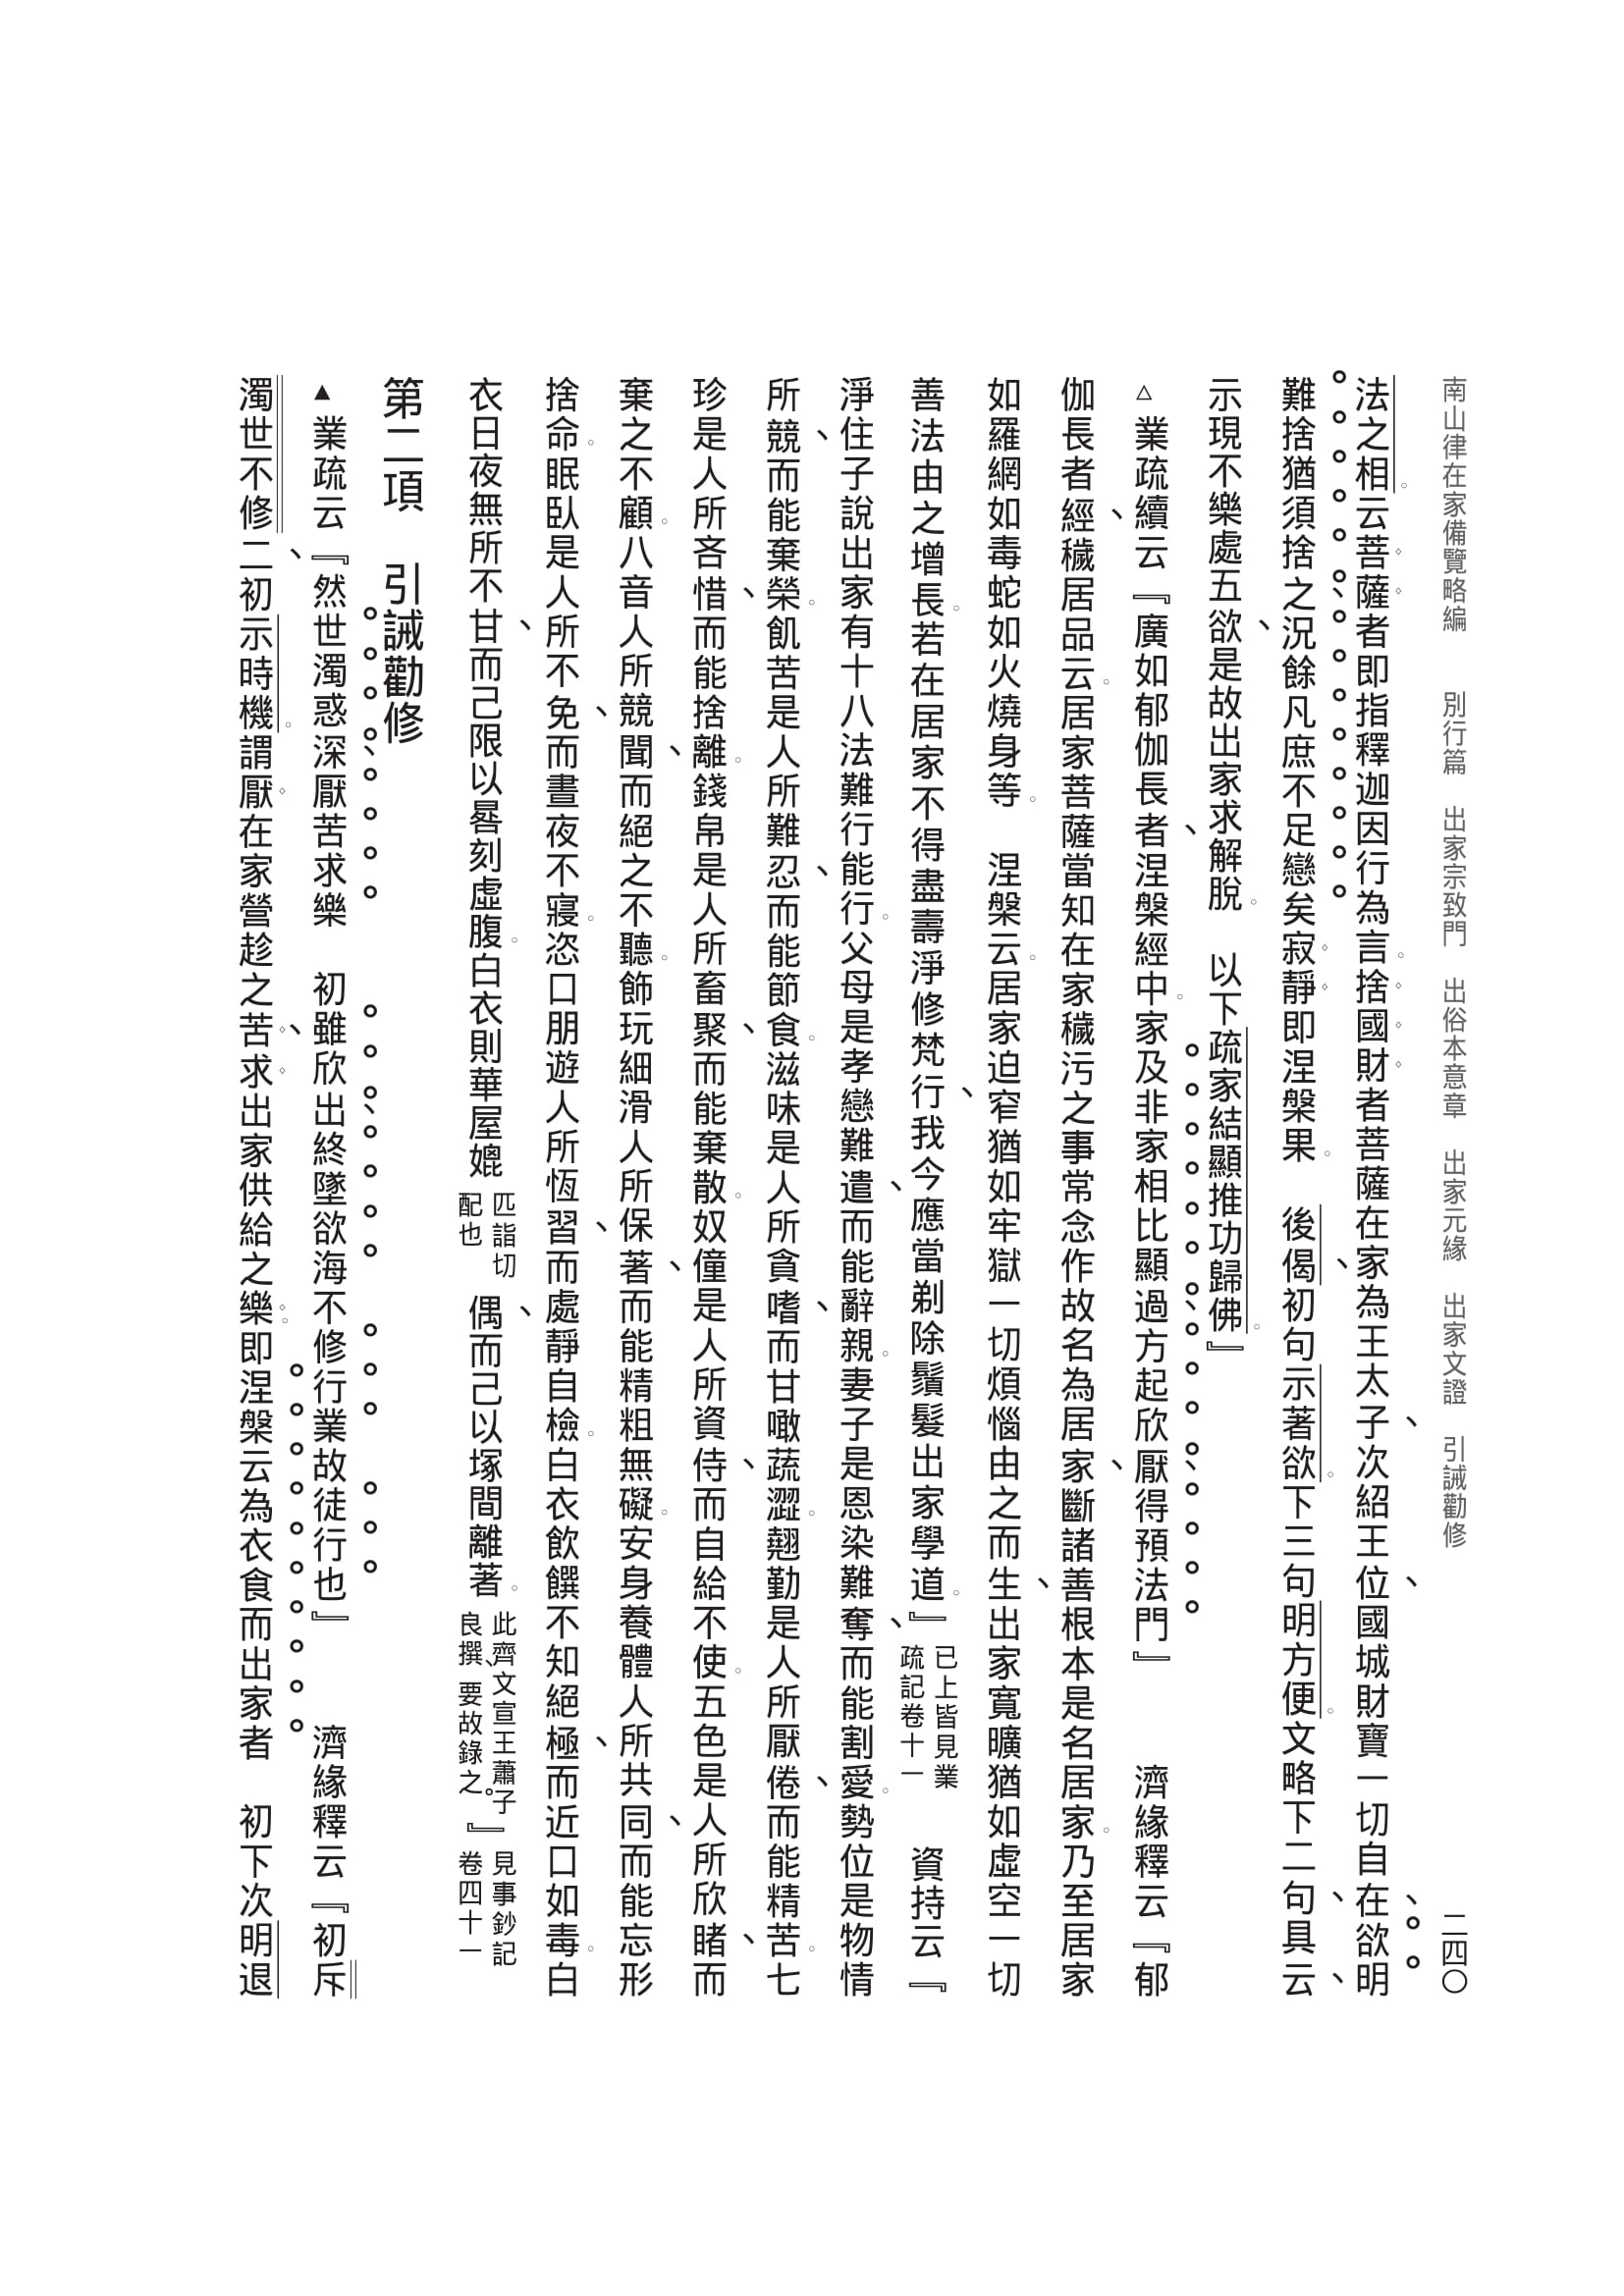 南山律在家備覽略編　別行篇　出家宗致門　出俗本意章　出家元緣　出家文證　引誡勸修　二四〇
法之相。云菩薩者即指釋迦因行為言。捨國財者菩薩在家為王太子、次紹王位、國城財寶一切自在、欲明
難捨猶須捨之、況餘凡庶不足戀矣寂靜即涅槃果。　後偈、初句示著欲。下三句明方便。文略下二句、具云、
示現不樂處五欲、是故出家求解脫。　以下疏家結顯推功歸佛。』
△業疏續云『廣如郁伽長者、涅槃經中。家及非家相比顯過、方起欣厭、得預法門』　　濟緣釋云『郁
伽長者經、穢居品云。居家菩薩當知在家穢污之事常念作故名為居家、斷諸善根本是名居家。乃至居家
如羅網如毒蛇如火燒身等。　涅槃云。居家迫窄猶如牢獄一切煩惱由之而生、出家寬曠猶如虛空一切
善法由之增長。若在居家不得盡壽淨修梵行、我今應當剃除鬚髮出家學道。』已上皆見業疏記卷十一　　資持云『
淨住子說出家有十八法難行能行。父母是孝戀難遣、而能辭親。妻子是恩染難奪、而能割愛。勢位是物情
所競、而能棄榮。飢苦是人所難忍、而能節食。滋味是人所貪嗜、而甘噉蔬澀。翹勤是人所厭倦、而能精苦。七
珍是人所吝惜、而能捨離。錢帛是人所畜聚、而能棄散。奴僮是人所資侍、而自給不使。五色是人所欣睹、而
棄之不顧。八音人所競聞、而絕之不聽。飾玩細滑人所保著、而能精粗無礙。安身養體人所共同、而能忘形
捨命。眠臥是人所不免、而晝夜不寢。恣口朋遊人所恆習、而處靜自檢。白衣飲饌不知絕極、而近口如毒。白
衣日夜無所不甘、而己限以晷刻虛腹。白衣則華屋媲匹詣切配也偶、而己以塚間離著。此齊文宣王蕭子良撰、要故錄之。』見事鈔記卷四十一
第二項　引誡勸修
▲業疏云『然世濁惑深、厭苦求樂　初雖欣出、終墜欲海　不修行業　故徒行也』　　濟緣釋云『初斥
濁世不修二、初示時機。謂厭在家營趁之苦、求出家供給之樂。即涅槃云為衣食而出家者　初下次明退